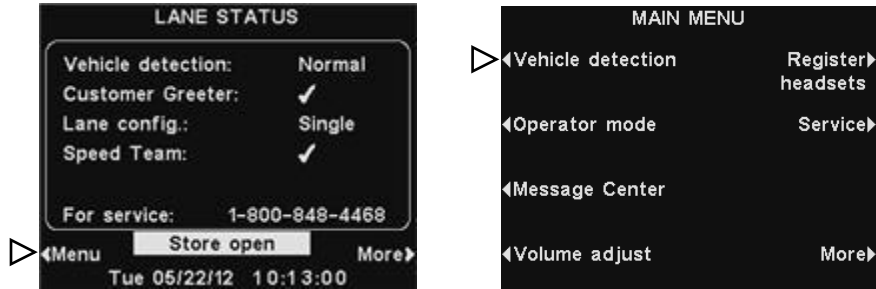 LANE STATUS
Vehicle detection: Normal
Customer Greeter: ✓
Lane config.: Single
Speed Team: ✓
For service: 1-800-848-4468
Store open
Menu More
Tue 05/22/12 10:13:00
MAIN MENU
Vehicle detection Register
headsets
Operator mode Service
Message Center
Volume adjust More